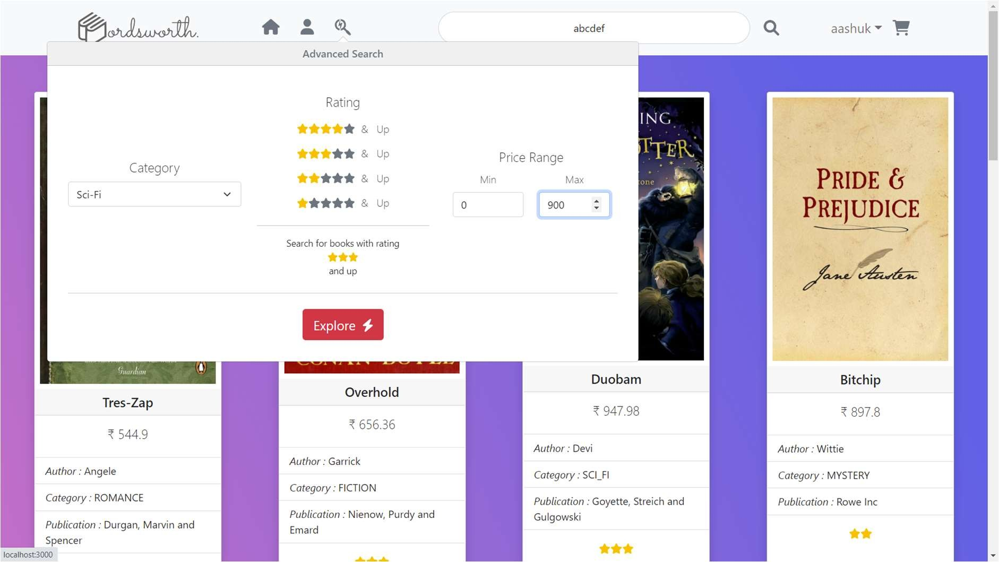 Wordsworth.
abcdef
aashuk
Advanced Search
Category
Sci-Fi
Rating
& Up
& Up
& Up
& Up
Search for books with rating
and up
Price Range
Min
Max
0
900
Explore
Guardian
Tres-Zap
₹ 544.9
Author : Angele
Category : ROMANCE
Publication : Durgan, Marvin and
Spencer
CONAN DOYLE
Overhold
₹ 656.36
Author : Garrick
Category : FICTION
Publication : Nienow, Purdy and
Emard
ING
TTER
tone
Duobam
₹ 947.98
Author : Devi
Category : SCI_FI
Publication : Goyette, Streich and
Gulgowski
PRIDE &
PREJUDICE
Jane Austen
Bitchip
₹ 897.8
Author : Wittie
Category : MYSTERY
Publication : Rowe Inc
localhost:3000